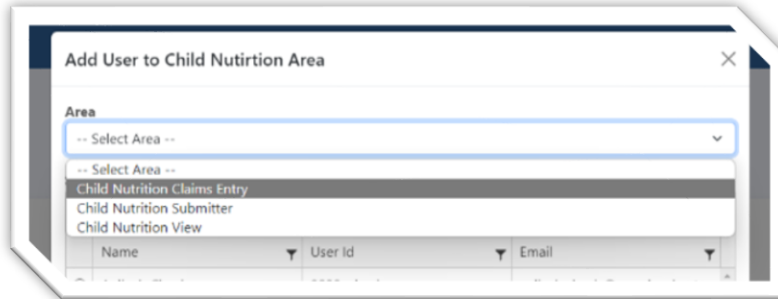 Add User to Child Nutirtion Area
Area
-- Select Area --
-- Select Area --
Child Nutrition Claims Entry
Child Nutrition Submitter
Child Nutrition View
Name User Id Email